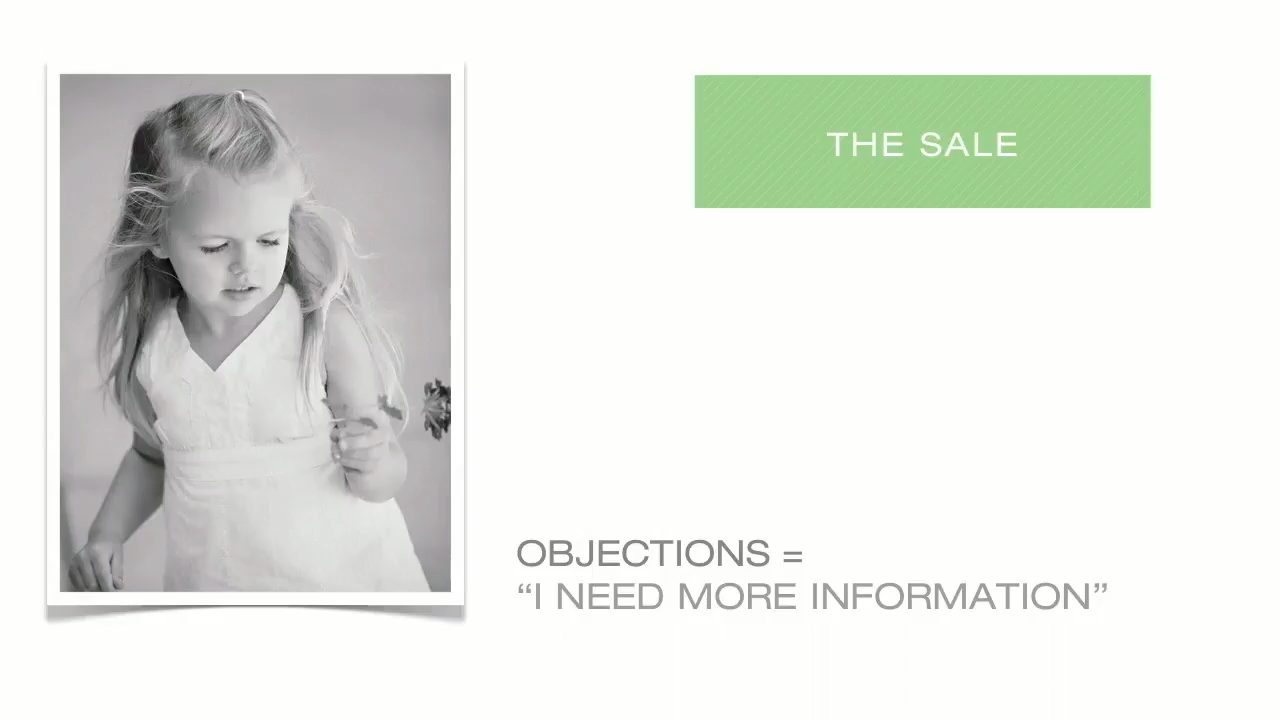 THE SALE
OBJECTIONS =
“I NEED MORE INFORMATION”